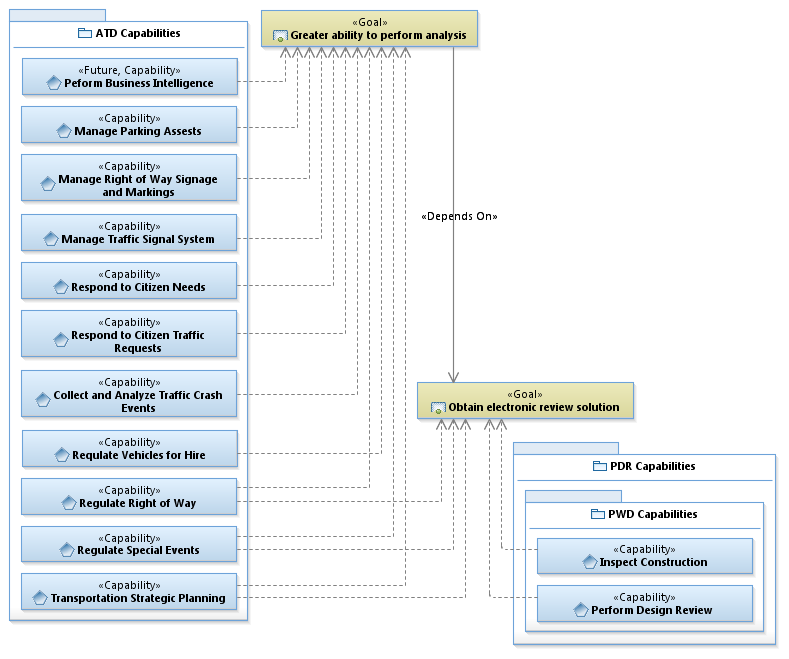 ATD Capabilities
«Future, Capability»
Peform Business Intelligence
«Capability»
Manage Parking Assests
«Capability»
Manage Right of Way Signage
and Markings
«Capability»
Manage Traffic Signal System
«Capability»
Respond to Citizen Needs
«Capability»
Respond to Citizen Traffic
Requests
«Capability»
Collect and Analyze Traffic Crash
Events
«Capability»
Requlate Vehicles for Hire
«Capability»
Regulate Right of Way
«Capability»
Regulate Special Events
«Capability»
Transportation Strategic Planning
«Goal»
Greater ability to perform analysis
«Depends On»
«Goal»
Obtain electronic review solution
PDR Capabilities
PWD Capabilities
«Capability»
Inspect Construction
«Capability»
Perform Design Review